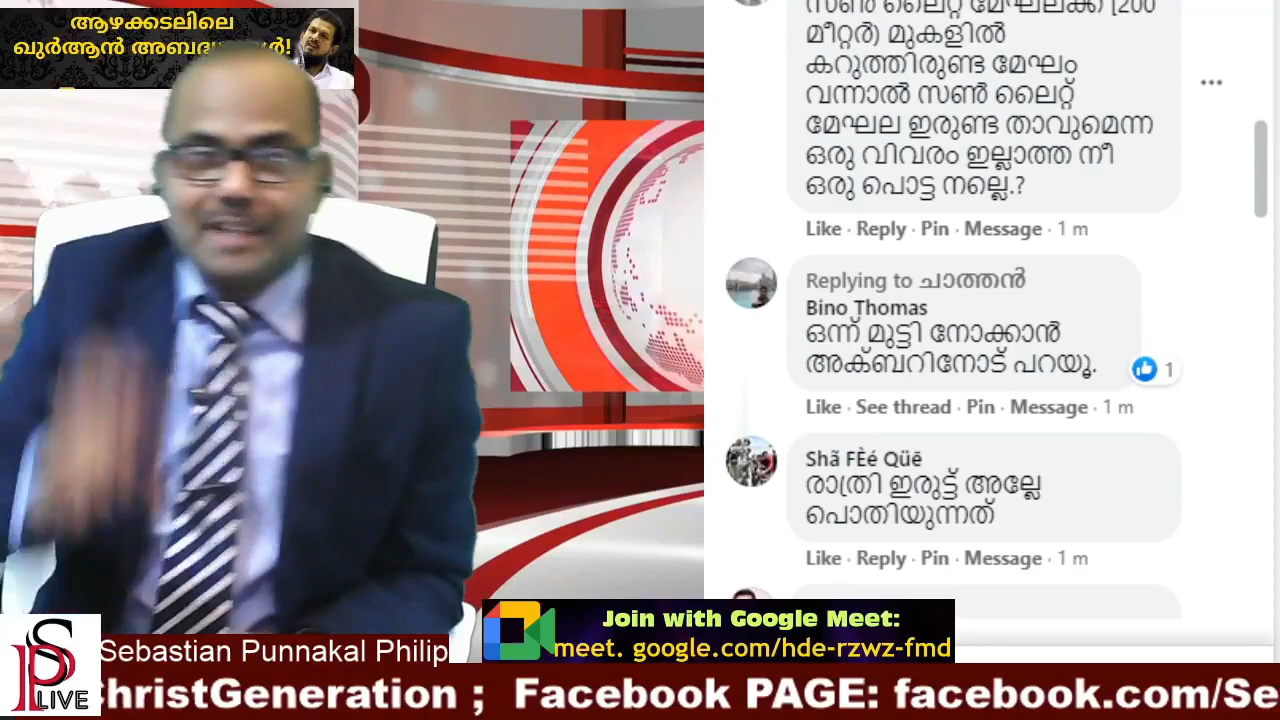 ആഴക്കടലിലെ
ഖുർആൻ
മീറ്റർ) മുകളിൽ
കറുത്തിരുണ്ട മേഘം
വന്നാൽ സൺ ലൈറ്റ്
മേഘല ഇരുണ്ട താവുമെന്ന
ഒരു വിവരം ഇല്ലാത്ത നീ
ഒരു പൊട്ട നല്ലെ.?
Like · Reply · Pin · Message · 1 m
Replying to ചാത്തൻ
Bino Thomas
ഒന്ന് മുട്ടി നോക്കാൻ
അക്ബറിനോട് പറയൂ.
1
Like · See thread · Pin · Message · 1 m
Shã FÈé Qüē
രാത്രി ഇരുട്ട് അല്ലേ
പൊതിയുന്നത്
Like · Reply · Pin · Message · 1 m
Join with Google Meet:
meet. google.com/hde-rzwz-fmd
SP LIVE
Sebastian Punnakal Philip
ChristGeneration ; Facebook PAGE: facebook.com/Se